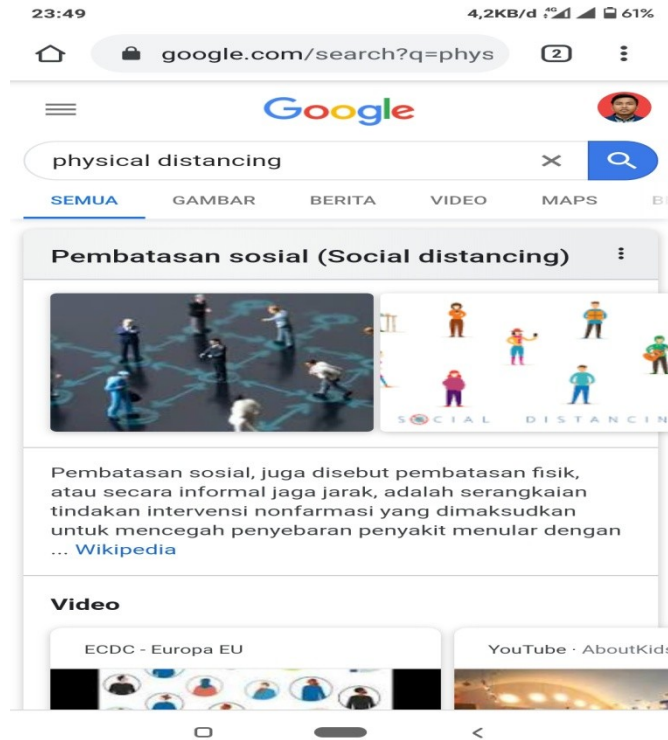 23:49 4,2KB/d 4G 61%
google.com/search?q=phys 2
Google
physical distancing
SEMUA GAMBAR BERITA VIDEO MAPS B
Pembatasan sosial (Social distancing)
SOCIAL DISTANCIN
Pembatasan sosial, juga disebut pembatasan fisik,
atau secara informal jaga jarak, adalah serangkaian
tindakan intervensi nonfarmasi yang dimaksudkan
untuk mencegah penyebaran penyakit menular dengan
... Wikipedia
Video
ECDC - Europa EU YouTube · AboutKids